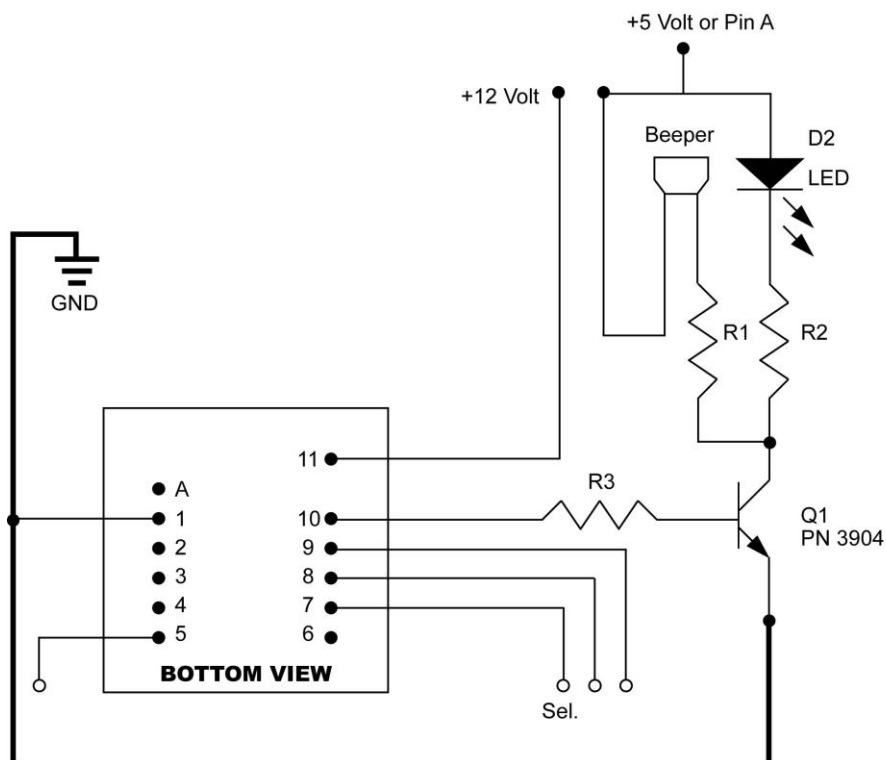 +5 Volt or Pin A
+12 Volt
Beeper
D2
LED
GND
R1
R2
11
A
1
10
R3
2
9
Q1
PN 3904
3
8
4
7
5
6
BOTTOM VIEW
Sel.